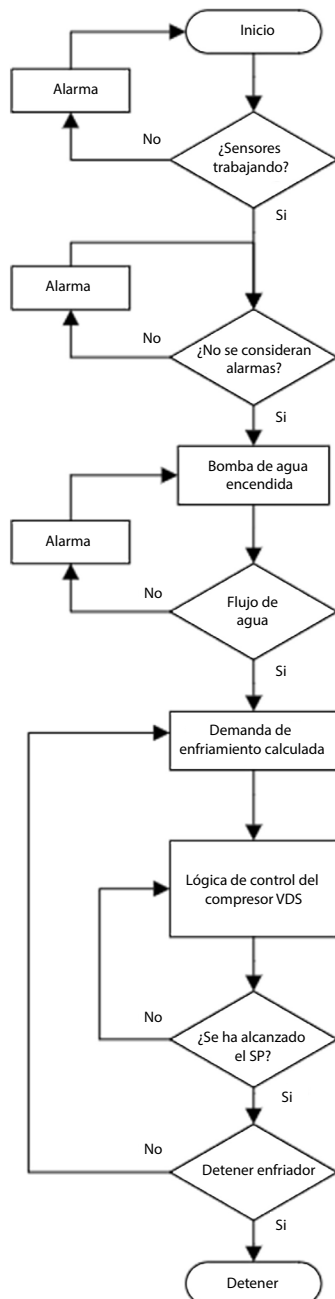 Inicio
Alarma
¿Sensores
trabajando?
No
Si
Alarma
¿No se consideran
alarmas?
No
Si
Bomba de agua
encendida
Alarma
Flujo de
agua
No
Si
Demanda de
enfriamiento calculada
Lógica de control del
compresor VDS
No
¿Se ha alcanzado
el SP?
Si
No
Detener enfriador
Si
Detener